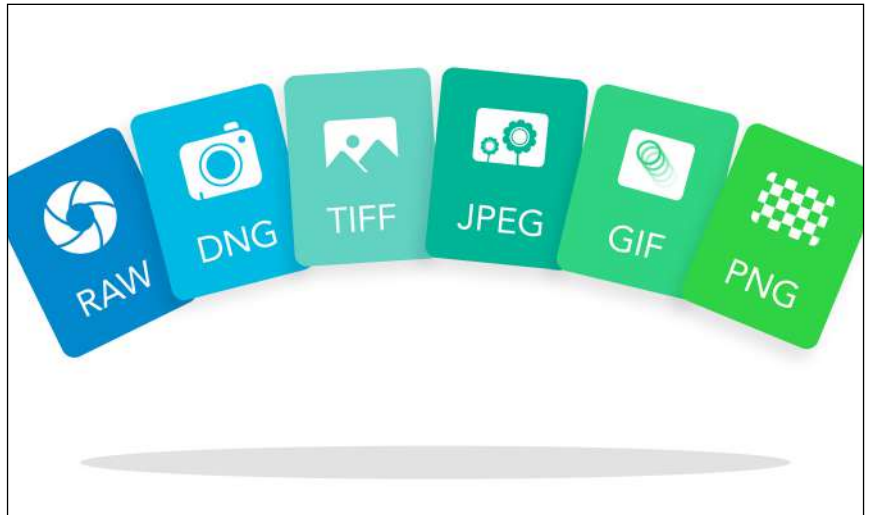 RAW
DNG
TIFF
JPEG
GIF
PNG